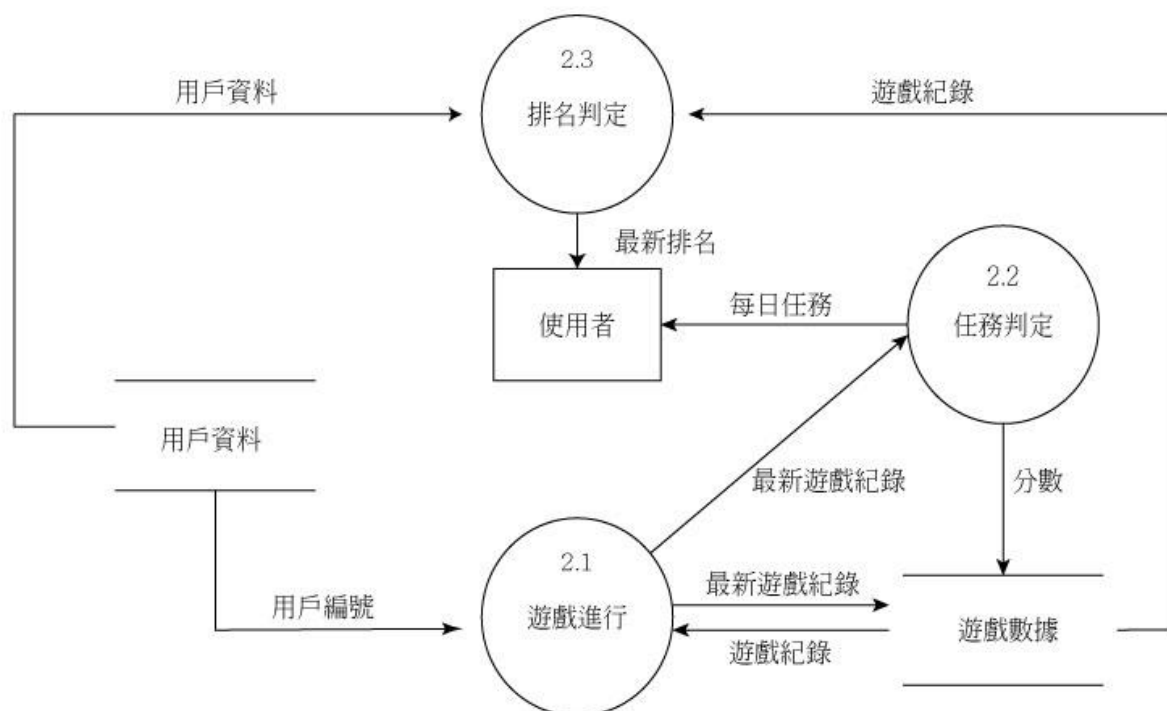 2.3
排名判定
用戶資料
遊戲紀錄
最新排名
2.2
任務判定
每日任務
使用者
用戶資料
最新遊戲紀錄
分數
2.1
遊戲進行
最新遊戲紀錄
用戶編號
遊戲紀錄
遊戲數據